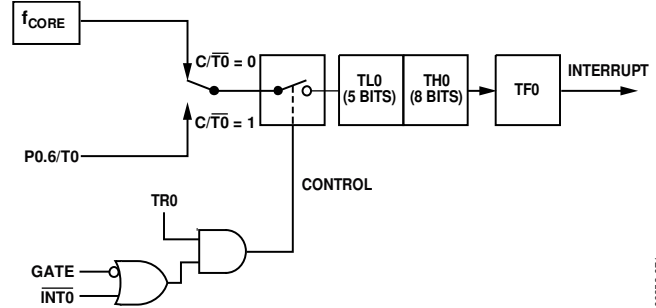 fCORE
C/T0 = 0
TL0
(5 BITS)
TH0
(8 BITS)
TF0
INTERRUPT
C/T0 = 1
P0.6/T0
CONTROL
TR0
GATE
INT0